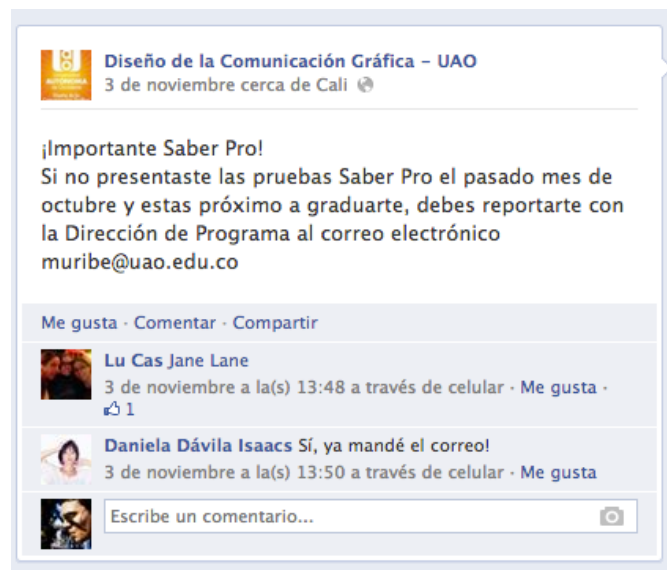 AUTÓNOMA
Diseño de la Comunicación Gráfica – UAO
3 de noviembre cerca de Cali
¡Importante Saber Pro!
Si no presentaste las pruebas Saber Pro el pasado mes de
octubre y estas próximo a graduarte, debes reportarte con
la Dirección de Programa al correo electrónico
muribe@uao.edu.co
Me gusta · Comentar · Compartir
Lu Cas Jane Lane
3 de noviembre a la(s) 13:48 a través de celular · Me gusta ·
1
Daniela Dávila Isaacs Sí, ya mandé el correo!
3 de noviembre a la(s) 13:50 a través de celular · Me gusta
Escribe un comentario...